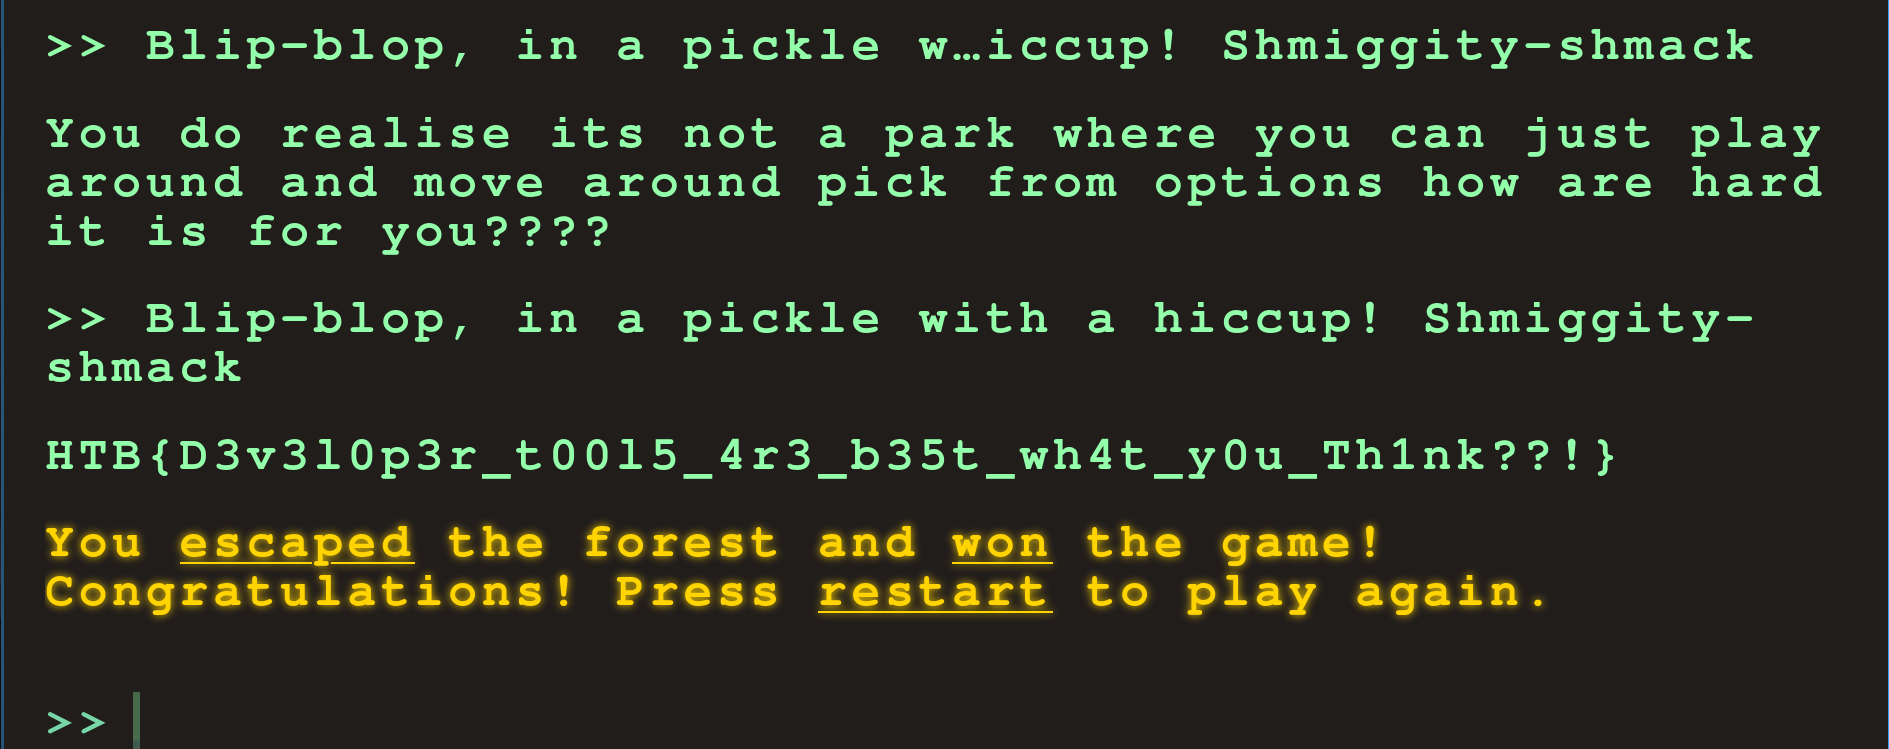 >> Blip-blop, in a pickle w…iccup! Shmiggity-shmack
You do realise its not a park where you can just play
around and move around pick from options how are hard
it is for you????
>> Blip-blop, in a pickle with a hiccup! Shmiggity-
shmack
HTB{D3v3l0p3r_t00l5_4r3_b35t_wh4t_y0u_Th1nk??!}
You escaped the forest and won the game!
Congratulations! Press restart to play again.
>>